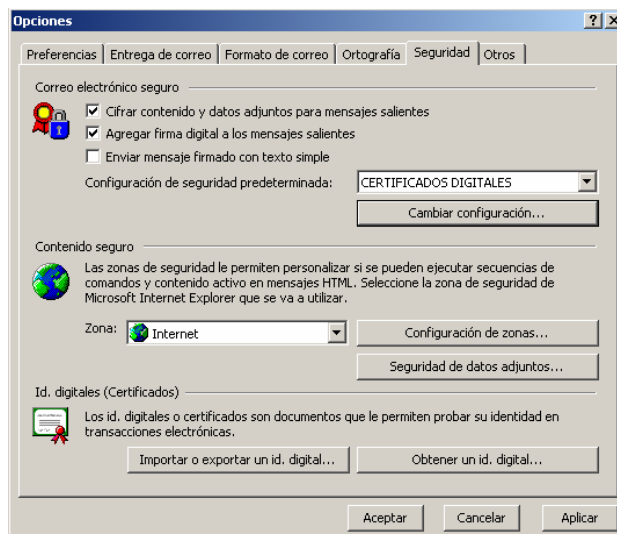 Opciones
Preferencias Entrega de correo Formato de correo Ortografía Seguridad Otros
Correo electrónico seguro
Cifrar contenido y datos adjuntos para mensajes salientes
Agregar firma digital a los mensajes salientes
Enviar mensaje firmado con texto simple
Configuración de seguridad predeterminada: CERTIFICADOS DIGITALES
Cambiar configuración...
Contenido seguro
Las zonas de seguridad le permiten personalizar si se pueden ejecutar secuencias de
comandos y contenido activo en mensajes HTML. Seleccione la zona de seguridad de
Microsoft Internet Explorer que se va a utilizar.
Zona: Internet Configuración de zonas...
Seguridad de datos adjuntos...
Id. digitales (Certificados)
Los id. digitales o certificados son documentos que le permiten probar su identidad en
transacciones electrónicas.
Importar o exportar un id. digital... Obtener un id. digital...
Aceptar Cancelar Aplicar